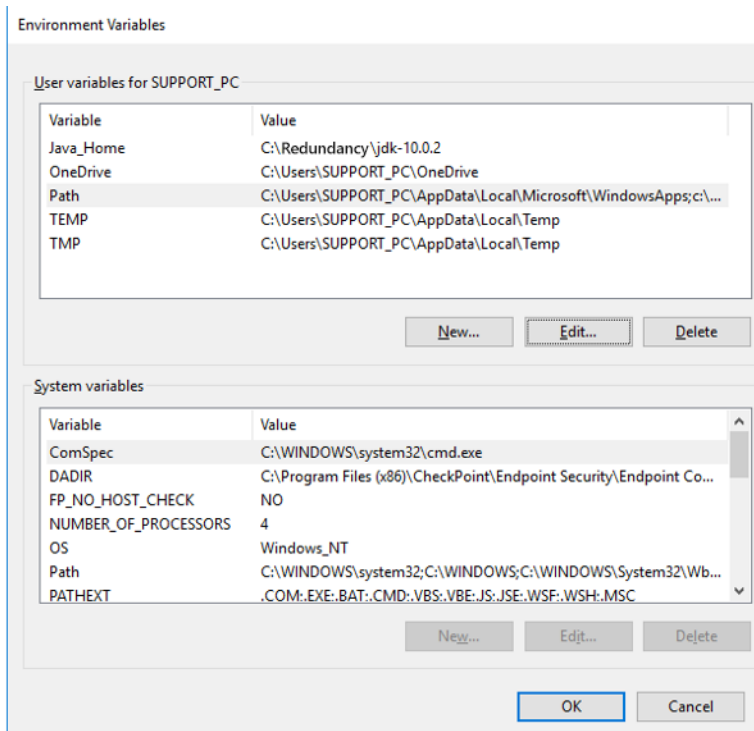 Environment Variables
User variables for SUPPORT_PC
Variable Value
Java_Home C:\Redundancy\jdk-10.0.2
OneDrive C:\Users\SUPPORT_PC\OneDrive
Path C:\Users\SUPPORT_PC\AppData\Local\Microsoft\WindowsApps;c:\...
TEMP C:\Users\SUPPORT_PC\AppData\Local\Temp
TMP C:\Users\SUPPORT_PC\AppData\Local\Temp
New... Edit... Delete
System variables
Variable Value
ComSpec C:\WINDOWS\system32\cmd.exe
DADIR C:\Program Files (x86)\CheckPoint\Endpoint Security\Endpoint Co...
FP_NO_HOST_CHECK NO
NUMBER_OF_PROCESSORS 4
OS Windows_NT
Path C:\WINDOWS\system32;C:\WINDOWS;C:\WINDOWS\System32\Wb...
PATHEXT .COM;.EXE;.BAT;.CMD;.VBS;.VBE;.JS;.JSE;.WSF;.WSH;.MSC
New... Edit... Delete
OK Cancel